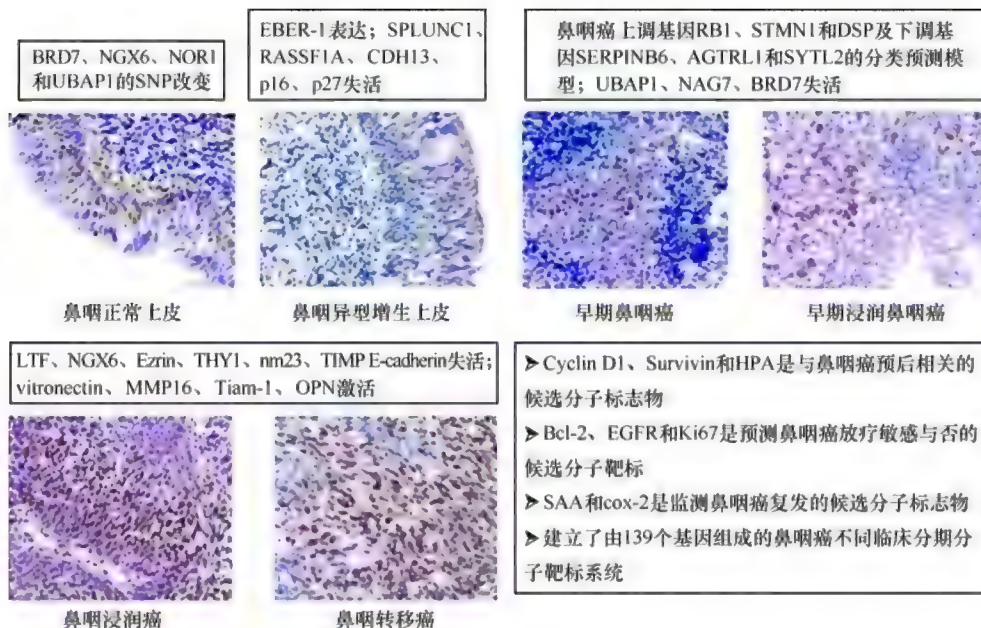 BRD7、NGX6、NOR1
和UBAP1的SNP改变
EBER-1表达；SPLUNC1、
RASSF1A、CDH13、
p16、p27失活
鼻咽癌上调基因RB1、STMN1和DSP及下调基
因SERPINB6、AGTRL1和SYTL2的分类预测模
型；UBAP1、NAG7、BRD7失活
鼻咽正常上皮
鼻咽异型增生上皮
早期鼻咽癌
早期浸润鼻咽癌
LTF、NGX6、Ezrin、THY1、nm23、TIMP E-cadherin失活；
vitronectin、MMP16、Tiam-1、OPN激活
鼻咽浸润癌
鼻咽转移癌
➤Cyclin D1、Survivin和HPA是与鼻咽癌预后相关的
候选分子标志物
➤Bcl-2、EGFR和Ki67是预测鼻咽癌放疗敏感与否的
候选分子靶标
➤SAA和cox-2是监测鼻咽癌复发的候选分子标志物
➤建立了由139个基因组成的鼻咽癌不同临床分期分
子靶标系统